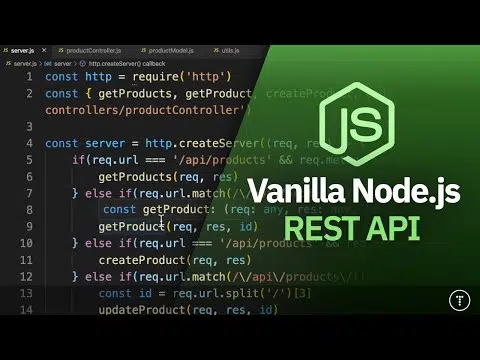 server.js productController.js productModel.js utils.js
server.js > server > http.createServer() callback
1 const http = require('http')
2 const { getProducts, getProduct, createProduct
controllers/productController')
3
4 const server = http.createServer((req, res
5 if(req.url === '/api/products' && req.me
6 getProducts(req, res)
7 } else if(req.url.match(/\/a
8 const getProduct: (req: any, res: any
9 getProduct(req, res, id)
10 } else if(req.url === '/api/products' &&
11 createProduct(req, res)
12 } else if(req.url.match(/\/api\/products\/(
13 const id = req.url.split('/')[3]
14 updateProduct(req, res, id)
JS
Vanilla Node.js
REST API
T